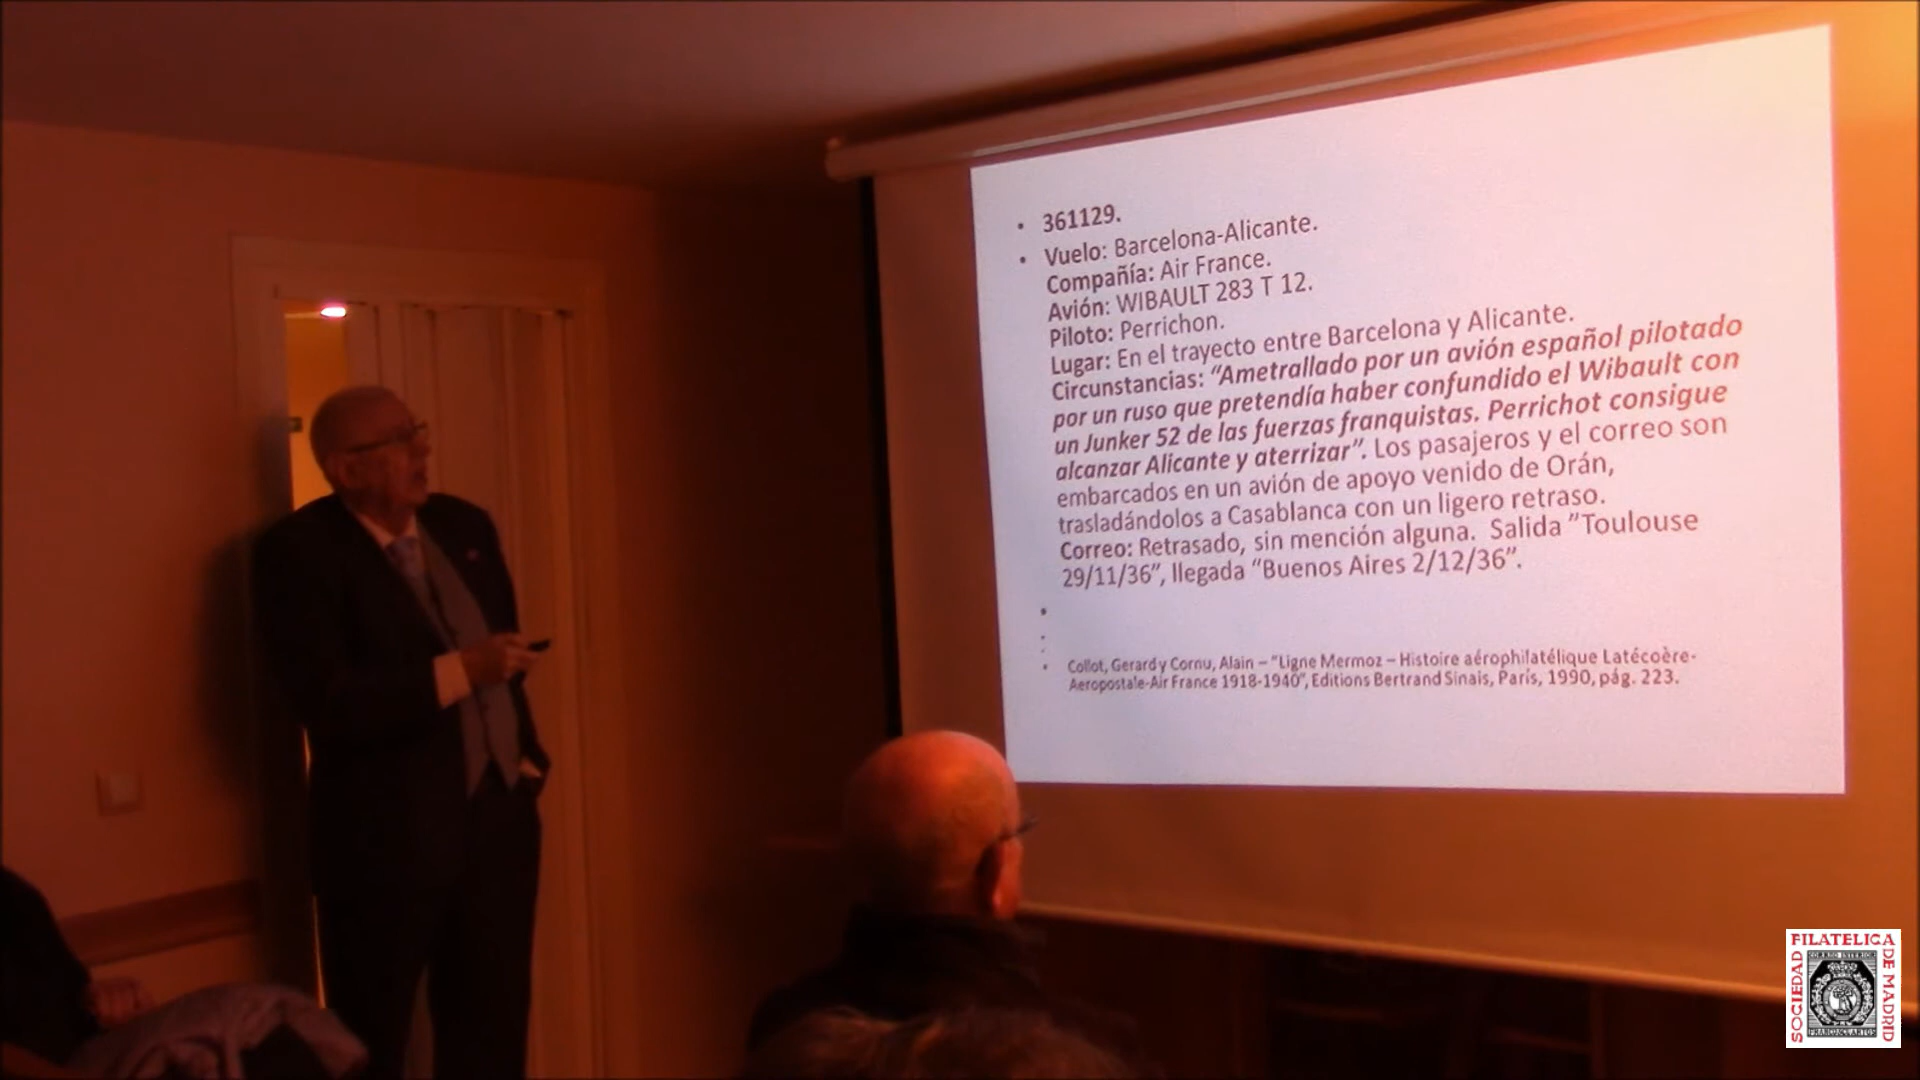 361129.
Vuelo: Barcelona-Alicante.
Compañía: Air France.
Avión: WIBAULT 283 T 12.
Piloto: Perrichon.
Lugar: En el trayecto entre Barcelona y Alicante.
Circunstancias: "Ametrallado por un avión español pilotado
por un ruso que pretendía haber confundido el Wibault con
un Junker 52 de las fuerzas franquistas. Perrichot consigue
alcanzar Alicante y aterrizar". Los pasajeros y el correo son
embarcados en un avión de apoyo venido de Orán,
trasladándolos a Casablanca con un ligero retraso.
Correo: Retrasado, sin mención alguna. Salida "Toulouse
29/11/36", llegada "Buenos Aires 2/12/36".
Collot, Gerard y Cornu, Alain – "Ligne Mermoz – Histoire aérophilatélique Latécoère-
Aeropostale-Air France 1918-1940", Editions Bertrand Sinais, París, 1990, pág. 223.
SOCIEDAD
FILATELICA
DE MADRID
CORREO INTERIOR
FRANCO CUARTOS